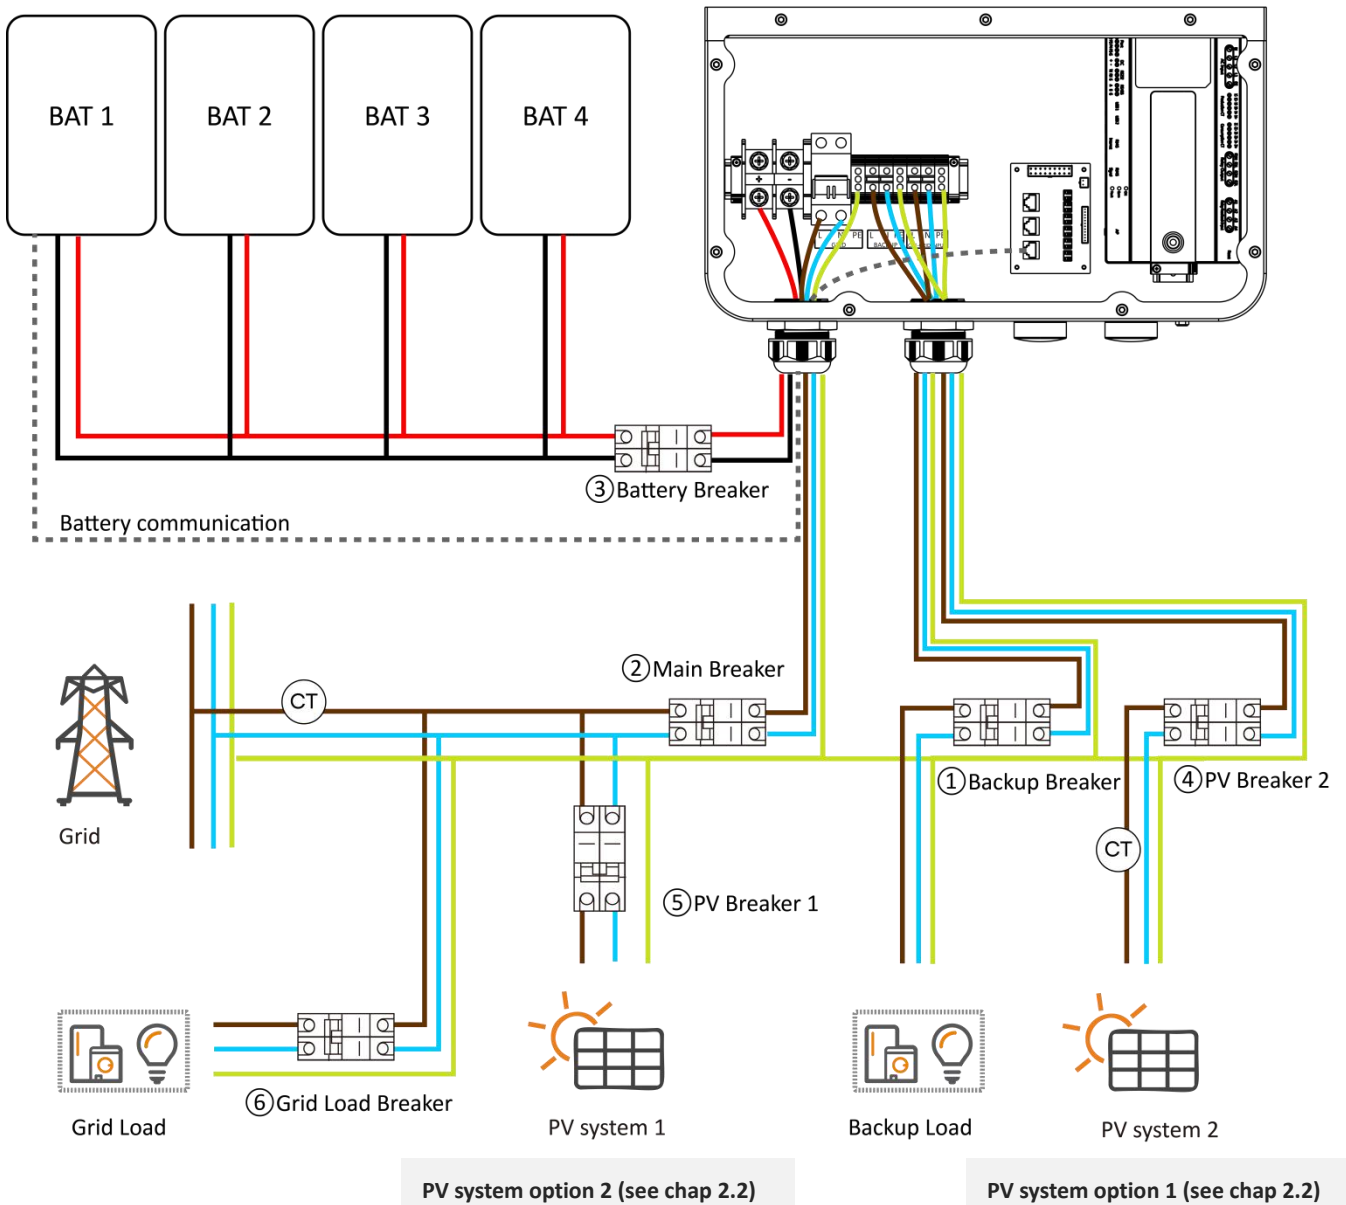 BAT 1
BAT 2
BAT 3
BAT 4
+
-
L N PE
L
N PE
③Battery Breaker
Battery communication
②Main Breaker
CT
①Backup Breaker
④PV Breaker 2
Grid
CT
⑤PV Breaker 1
⑥Grid Load Breaker
Grid Load
PV system 1
Backup Load
PV system 2
PV system option 2 (see chap 2.2)
PV system option 1 (see chap 2.2)